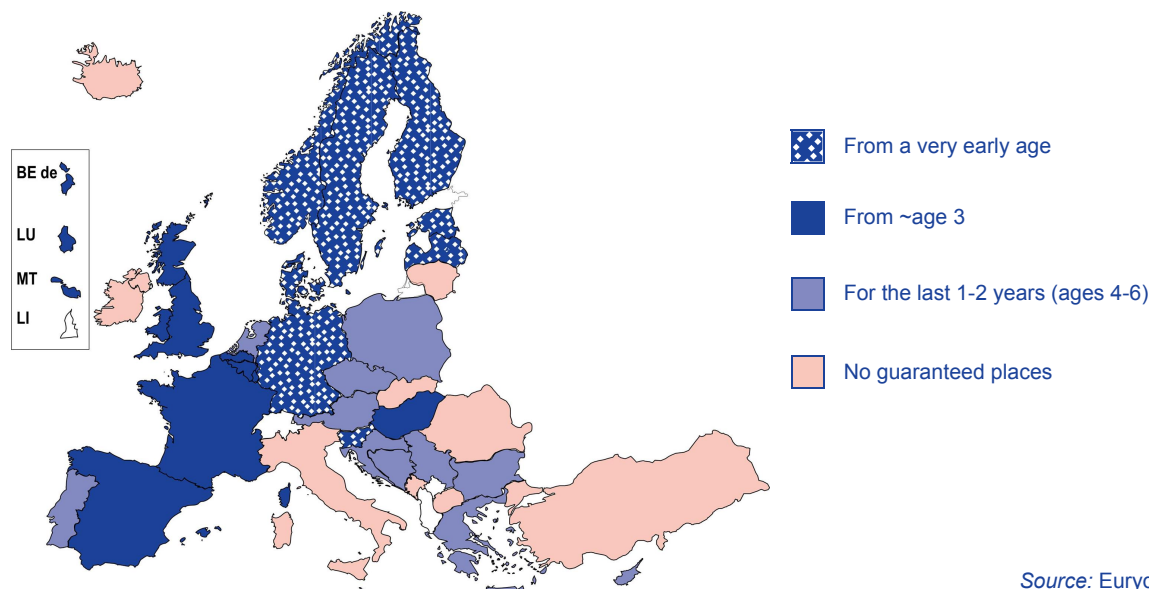 BE de
LU
MT
LI
From a very early age
From ~age 3
For the last 1-2 years (ages 4-6)
No guaranteed places
Source: Euryd